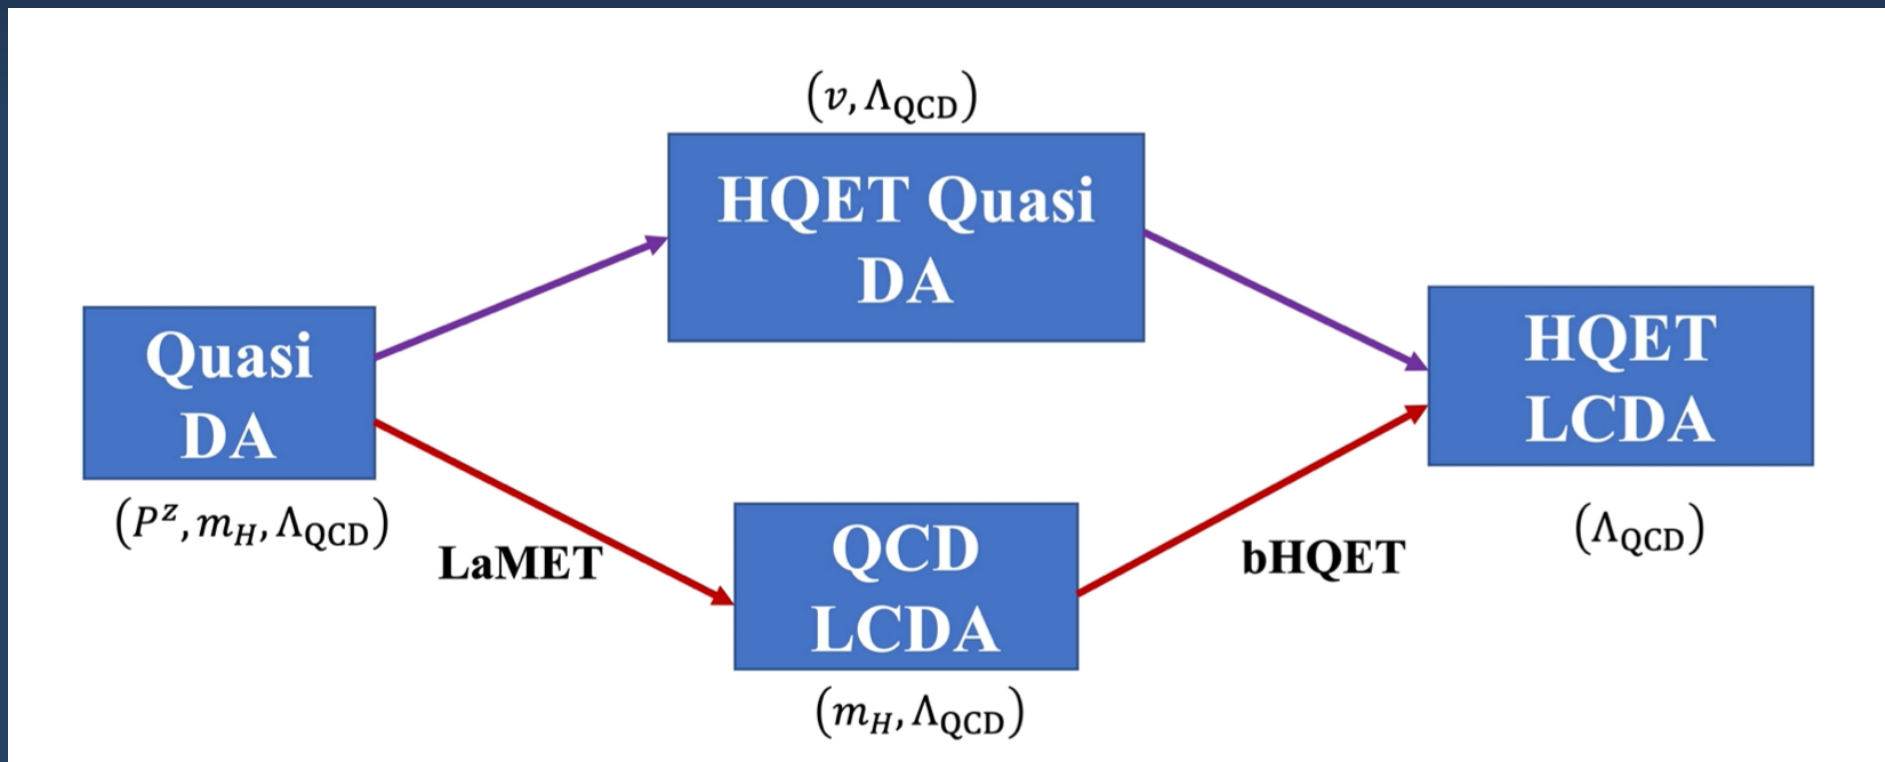 (v, Λ_QCD)
HQET Quasi
DA
Quasi
DA
(P^z, m_H, Λ_QCD)
LaMET
QCD
LCDA
(m_H, Λ_QCD)
bHQET
HQET
LCDA
(Λ_QCD)